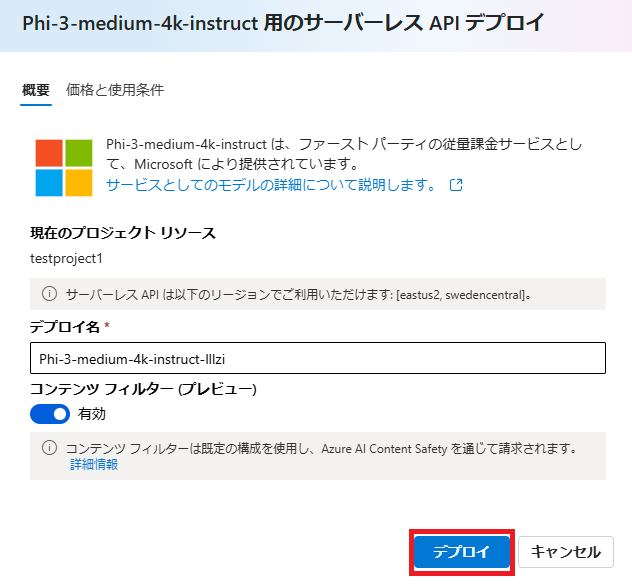 Phi-3-medium-4k-instruct 用のサーバーレス API デプロイ
概要 価格と使用条件
Phi-3-medium-4k-instruct は、ファースト パーティの従量課金サービスとし
て、Microsoft により提供されています。
サービスとしてのモデルの詳細について説明します。
現在のプロジェクト リソース
testproject1
サーバーレス API は以下のリージョンでご利用いただけます: [eastus2, swedencentral]。
デプロイ名 *
Phi-3-medium-4k-instruct-lllzi
コンテンツ フィルター (プレビュー)
有効
コンテンツ フィルターは既定の構成を使用し、Azure AI Content Safety を通じて請求されます。
詳細情報
デプロイ キャンセル